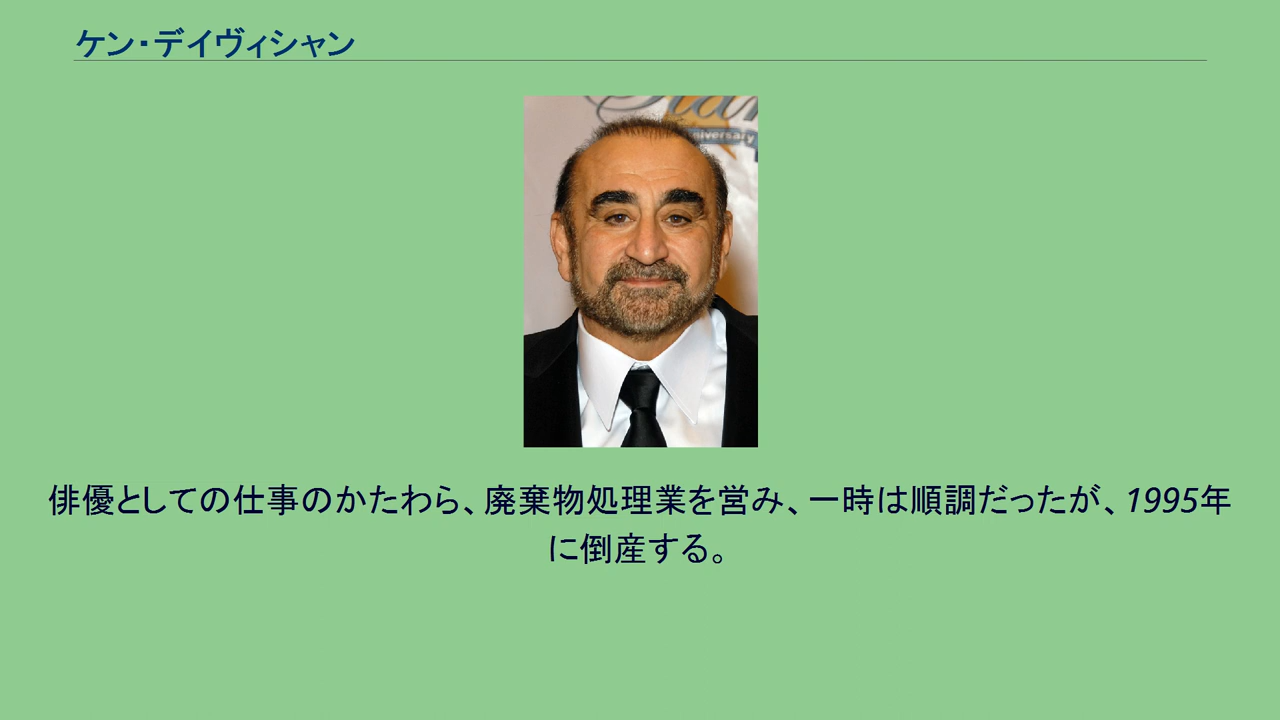 ケン・デイヴィシャン
niversary
俳優としての仕事のかたわら、廃棄物処理業を営み、一時は順調だったが、1995年
に倒産する。